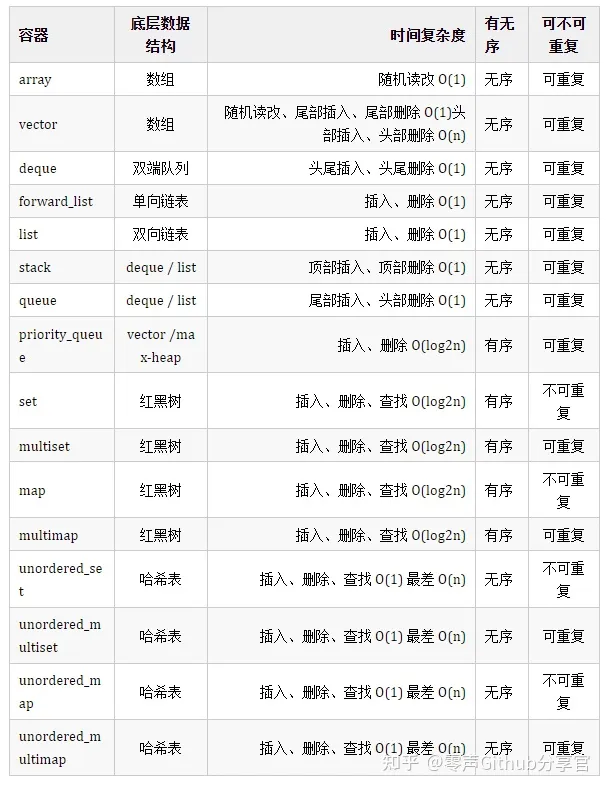 容器 底层数据结构 时间复杂度 有无序 可不可重复
array 数组 随机读改 O(1) 无序 可重复
vector 数组 随机读改、尾部插入、尾部删除 O(1)头部插入、头部删除 O(n) 无序 可重复
deque 双端队列 头尾插入、头尾删除 O(1) 无序 可重复
forward_list 单向链表 插入、删除 O(1) 无序 可重复
list 双向链表 插入、删除 O(1) 无序 可重复
stack deque / list 顶部插入、顶部删除 O(1) 无序 可重复
queue deque / list 尾部插入、头部删除 O(1) 无序 可重复
priority_queue vector /max-heap 插入、删除 O(log2n) 有序 可重复
set 红黑树 插入、删除、查找 O(log2n) 有序 不可重复
multiset 红黑树 插入、删除、查找 O(log2n) 有序 可重复
map 红黑树 插入、删除、查找 O(log2n) 有序 不可重复
multimap 红黑树 插入、删除、查找 O(log2n) 有序 可重复
unordered_set 哈希表 插入、删除、查找 O(1) 最差 O(n) 无序 不可重复
unordered_multiset 哈希表 插入、删除、查找 O(1) 最差 O(n) 无序 可重复
unordered_map 哈希表 插入、删除、查找 O(1) 最差 O(n) 无序 不可重复
unordered_multimap 哈希表 插入、删除、查找 O(1) 最差 O(n) 无序 可重复
知乎 @零声Github分享官